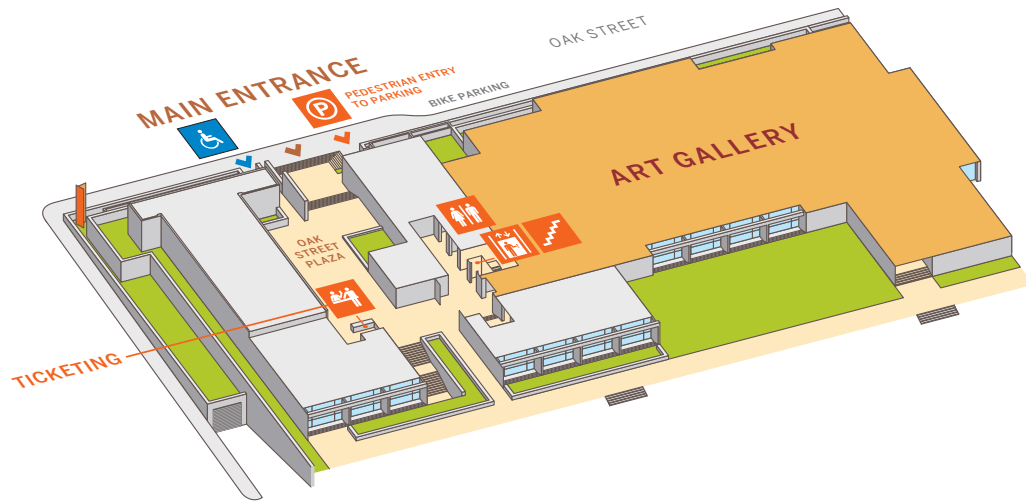 OAK STREET
MAIN ENTRANCE
P
PEDESTRIAN ENTRY
TO PARKING
BIKE PARKING
ART GALLERY
OAK
STREET
PLAZA
TICKETING